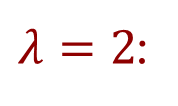 λ = 2: